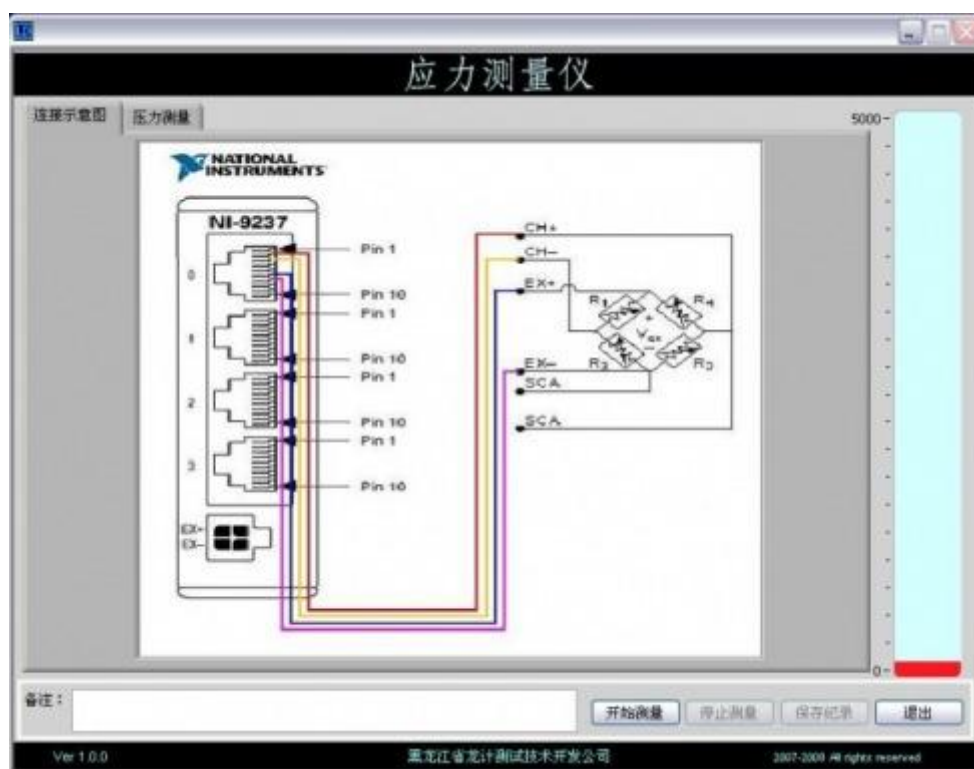 应力测量仪
连接示意图
压力测量
5000
NATIONAL
INSTRUMENTS
NI-9237
0
Pin 1
Pin 10
1
Pin 1
Pin 10
2
Pin 1
Pin 10
3
Pin 1
Pin 10
EX+
EX-
CH+
CH-
EX+
R1
R4
VEX
+
-
EX-
R2
R3
SCA
SCA
0
备注：
开始测量
停止测量
保存纪录
退出
Ver 1.0.0
黑龙江省龙计测试技术开发公司
2007-2008 All rights reserved